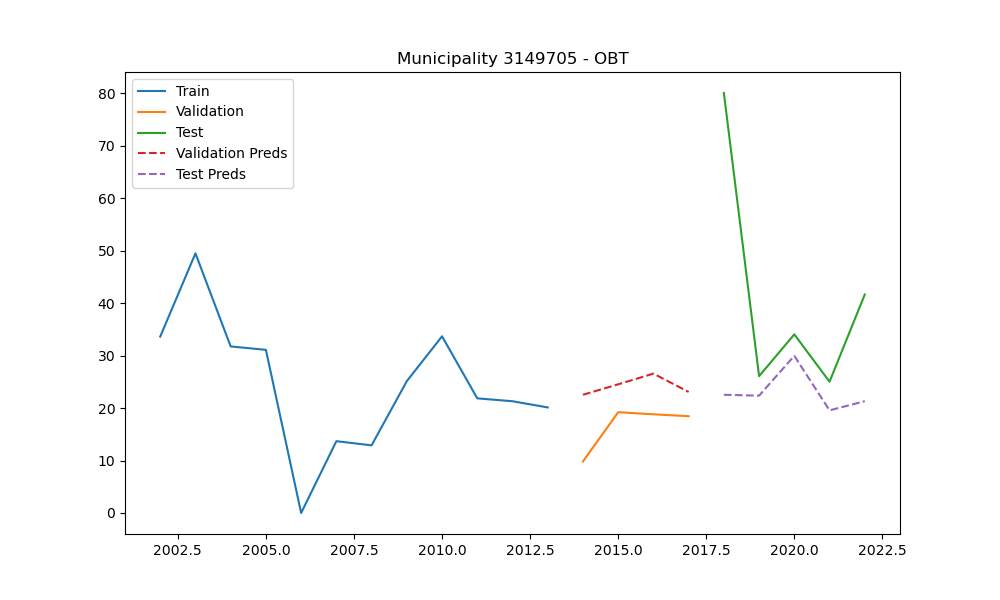 Municipality 3149705 - OBT
Train
Validation
Test
Validation Preds
Test Preds
80
70
60
50
40
30
20
10
0
2002.5 2005.0 2007.5 2010.0 2012.5 2015.0 2017.5 2020.0 2022.5